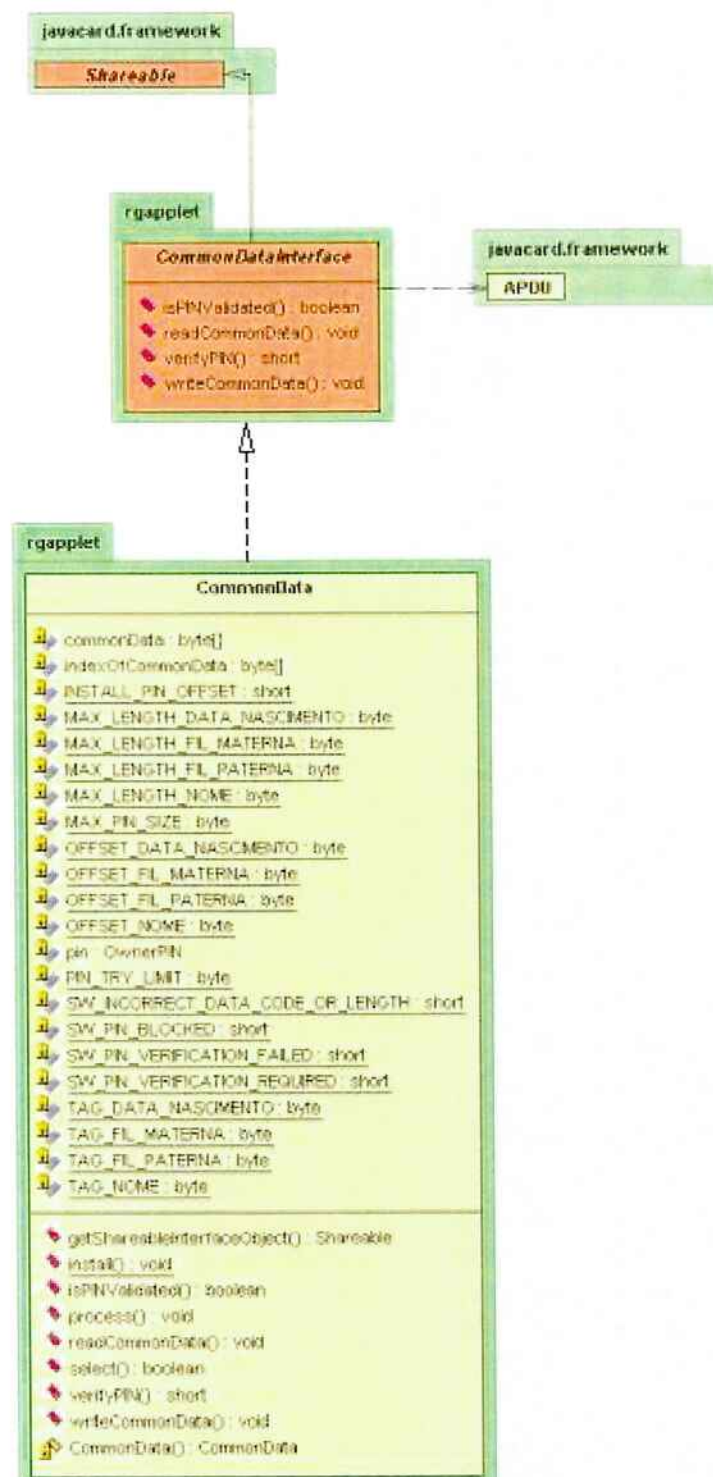 javacard.framework
Shareable
rgapplet
CommonDataInterface
isPINValidated() : boolean
readCommonData() : void
verifyPIN() : short
writeCommonData() : void
javacard.framework
APDU
rgapplet
CommonData
commonData : byte[]
indexOfCommonData : byte[]
INSTALL_PIN_OFFSET : short
MAX_LENGTH_DATA_NASCIMENTO : byte
MAX_LENGTH_FIL_MATERNA : byte
MAX_LENGTH_FIL_PATERNA : byte
MAX_LENGTH_NOME : byte
MAX_PIN_SIZE : byte
OFFSET_DATA_NASCIMENTO : byte
OFFSET_FIL_MATERNA : byte
OFFSET_FIL_PATERNA : byte
OFFSET_NOME : byte
pin : OwnerPIN
PIN_TRY_LIMIT : byte
SW_INCORRECT_DATA_CODE_OR_LENGTH : short
SW_PIN_BLOCKED : short
SW_PIN_VERIFICATION_FAILED : short
SW_PIN_VERIFICATION_REQUIRED : short
TAG_DATA_NASCIMENTO : byte
TAG_FIL_MATERNA : byte
TAG_FIL_PATERNA : byte
TAG_NOME : byte
getShareableInterfaceObject() : Shareable
install() : void
isPINValidated() : boolean
process() : void
readCommonData() : void
select() : boolean
verifyPIN() : short
writeCommonData() : void
CommonData() : CommonData